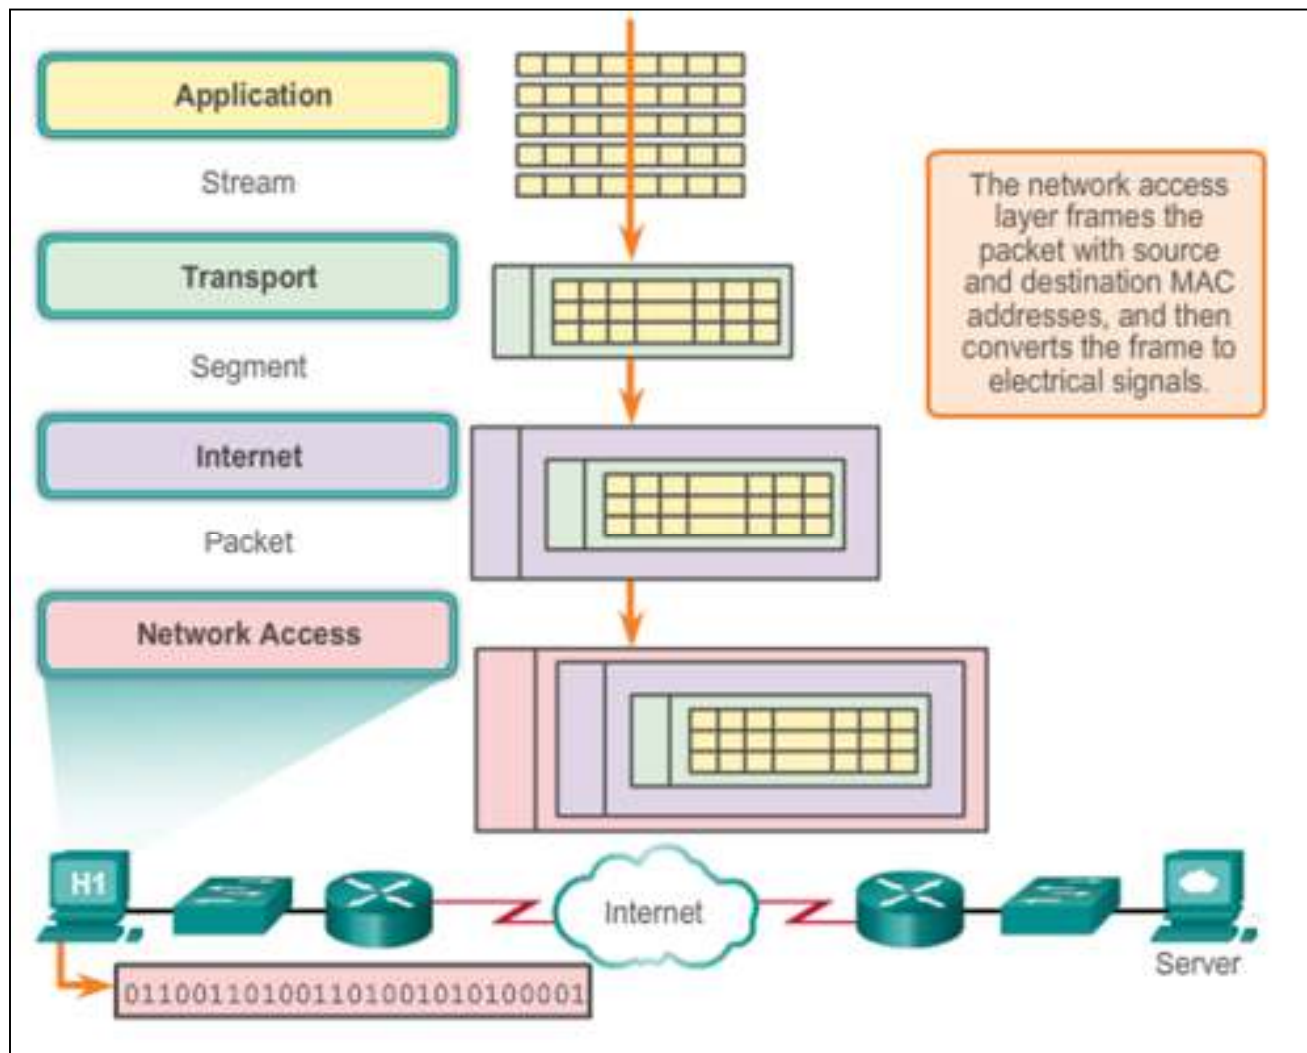 Application
Stream
Transport
Segment
Internet
Packet
Network Access
The network access
layer frames the
packet with source
and destination MAC
addresses, and then
converts the frame to
electrical signals.
H1
Internet
Server
011001101001101001010100001